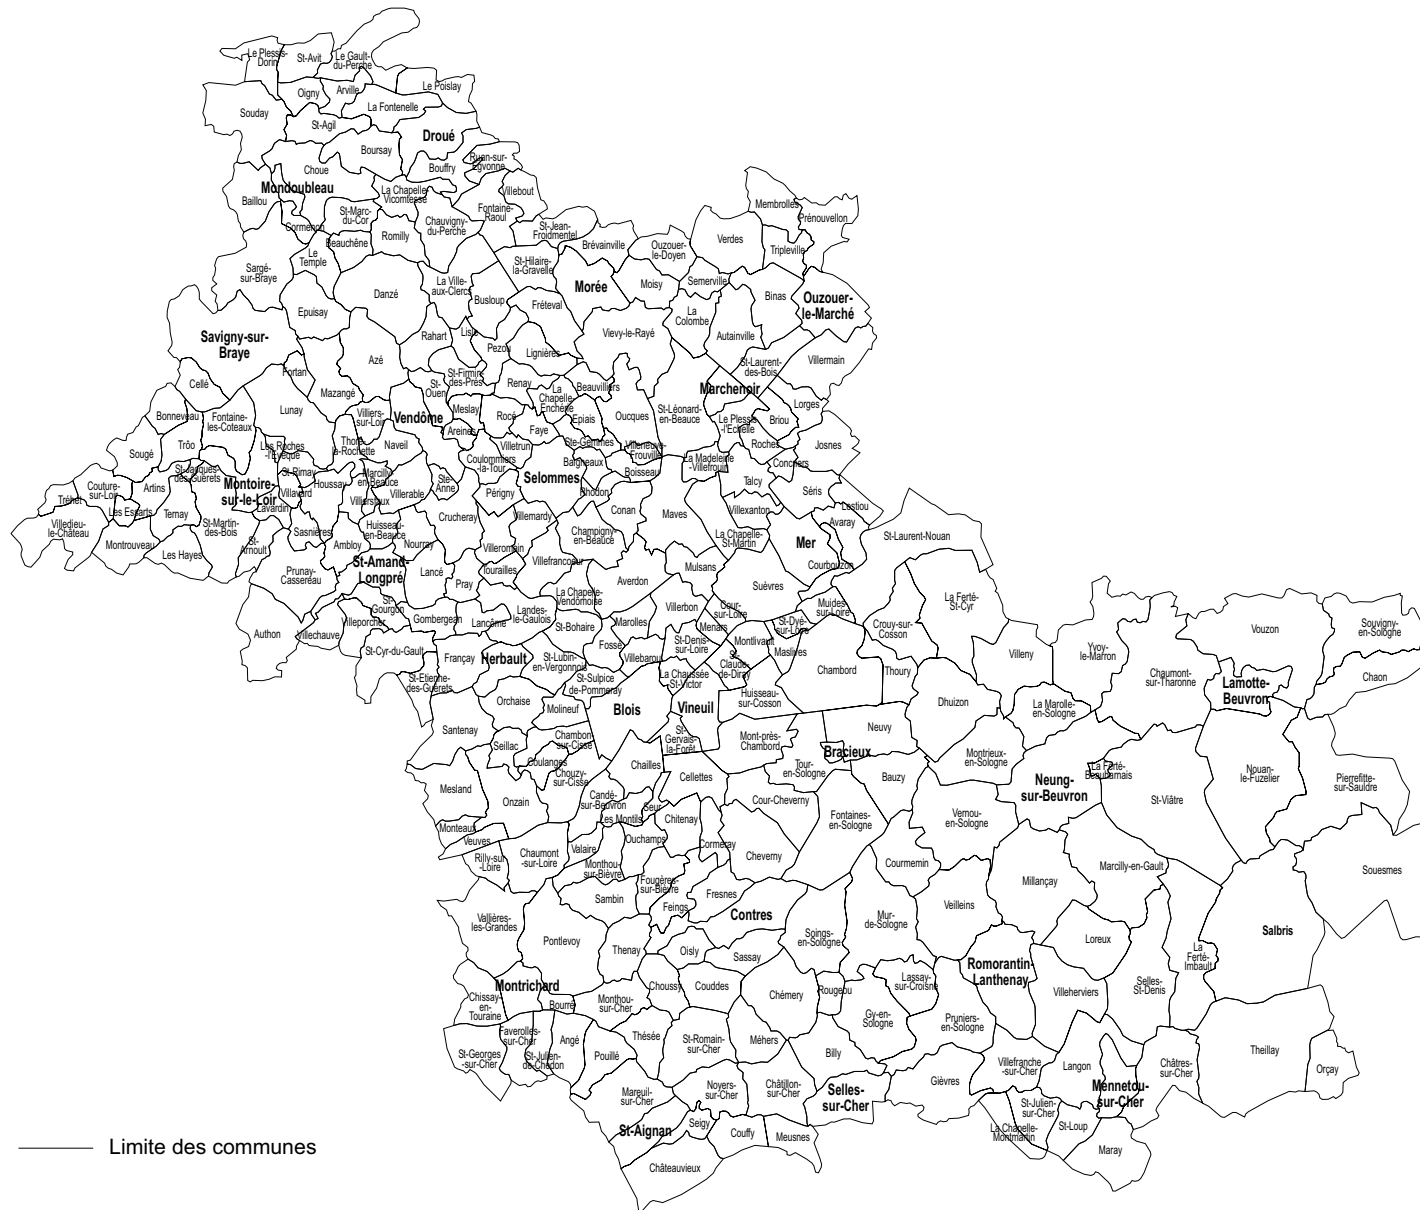 Le Plessis-
Dorin
St-Avit
Le Gault-
du-Perche
Oigny
Arville
Le Poislay
Souday
La Fontenelle
St-Agil
Droué
Boursay
Bouffry
Ruan-sur-
Egvonne
Choue
Mondoubleau
Baillou
La Chapelle
Vicomtesse
Villebout
St-Marc-
du-Cor
Cormenon
Beauchêne
Romilly
Chauvigny-
du-Perche
Fontaine-
Raoul
St-Jean-
Froidmentel
Membrolles
Prénouvellon
Brévainville
Ouzouer-
le-Doyen
Verdes
Tripleville
Sargé-
sur-Braye
Le
Temple
Danzé
La Ville-
aux-Clercs
St-Hilaire-
la-Gravelle
Morée
Moisy
Semerville
Binas
Ouzouer-
le-Marché
Epuisay
Busloup
Fréteval
La
Colombe
Savigny-sur-
Braye
Rahart
Lisle
Vievy-le-Rayé
Autainville
Azé
Pezou
Lignières
St-Laurent-
des-Bois
Villermain
Fortan
Cellé
Mazangé
St-
Ouen
St-Firmin
des-Prés
Renay
La
Chapelle
Enchérie
Beauvilliers
Marchenoir
Bonneveau
Fontaine-
les-Coteaux
Lunay
Villiers-
sur-Loir
Vendôme
Meslay
Areines
Rocé
Faye
Epiais
Oucques
St-Léonard-
en-Beauce
Le Plessis
-l'Echelle
Briou
Lorges
Sougé
Trôo
Les Roches
-l'Evêque
Thoré-
la-Rochette
Naveil
Villetrun
Ste-Gemmes
Villeneuve-
Frouville
Roches
Josnes
St-Jacques-
des-Guérets
Coulommiers
-la-Tour
Selommes
Baigneaux
Boisseau
La Madeleine
-Villefrouin
Conciers
Tréhet
Couture-
sur-Loir
Artins
Les Essarts
Ternay
Montoire-
sur-le-Loir
St-Rimay
Houssay
Villavard
Lavardin
Marcilly-
en-Beauce
Villerable
Villiersfaux
Ste-
Anne
Périgny
Rhodon
Talcy
Séris
Lestiou
Villedieu-
le-Château
Montrouveau
St-Martin-
des-Bois
Les Hayes
St-
Arnoult
Sasnières
Huisseau-
en-Beauce
Ambloy
Nourray
Crucheray
Villemardy
Champigny-
en-Beauce
Conan
Maves
Villexanton
Avaray
St-Laurent-Nouan
Prunay-
Cassereau
St-Amand-
Longpré
Lancé
Pray
Villeromain
Tourailles
Villefrancoeur
La Chapelle-
St-Martin
Mer
Courbouzon
Mulsans
Suèvres
Averdon
La Chapelle-
Vendômoise
Authon
St-
Gourgon
Villeporcher
Villechauve
Gombergean
Lancôme
Landes-
le-Gaulois
St-Bohaire
Marolles
Villerbon
Cour-
sur-Loire
Menars
Muides-
sur-Loire
St-Dyé-
sur-Loire
Crouy-sur-
Cosson
La Ferté-
St-Cyr
St-Cyr-du-Gault
Françay
Herbault
St-Lubin-
en-Vergonnois
Fossé
Villebarou
St-Denis-
sur-Loire
Montlivault
Maslives
Chambord
Thoury
Villeny
Yvoy-
le-Marron
Vouzon
Souvigny-
en-Sologne
St-Etienne-
des-Guérets
St-Sulpice
de-Pommeray
La Chaussée
St-Victor
St-
Claude-
de-Diray
Chaumont-
sur-Tharonne
Lamotte-
Beuvron
Chaon
Orchaise
Molineuf
Blois
Vineuil
Huisseau-
sur-Cosson
Dhuizon
La Marolle-
en-Sologne
Santenay
Seillac
Chambon-
sur-Cisse
St-
Gervais-
la-Forêt
Mont-près-
Chambord
Neuvy
Bracieux
Montrieux-
en-Sologne
Coulanges
Chouzy-
sur-Cisse
Chailles
Cellettes
Tour-
en-Sologne
Bauzy
Neung-
sur-Beuvron
La Ferté-
Beauharnais
Nouan-
le-Fuzelier
Pierrefitte-
sur-Sauldre
Mesland
Onzain
Candé-
sur-Beuvron
Seur
Les Montils
Chitenay
Cour-Cheverny
Fontaines-
en-Sologne
Vernou-
en-Sologne
St-Viâtre
Monteaux
Veuves
Rilly-sur
-Loire
Chaumont
-sur-Loire
Valaire
Ouchamps
Cormeray
Cheverny
Courmemin
Monthou-
sur-Bièvre
Millançay
Marcilly-en-Gault
Souesmes
Sambin
Fougères-
sur-Bièvre
Feings
Fresnes
Contres
Veilleins
Vallières-
les-Grandes
Pontlevoy
Thenay
Oisly
Sassay
Soings-
en-Sologne
Mur-
de-Sologne
Loreux
Salbris
La
Ferté-
Imbault
Montrichard
Chissay-
en-
Touraine
Bourré
Monthou-
sur-Cher
Choussy
Couddes
Chémery
Rougeou
Lassay-
sur-Croisne
Romorantin-
Lanthenay
Villeherviers
Selles-
St-Denis
Faverolles-
sur-Cher
Angé
Thésée
St-Romain-
sur-Cher
Méhers
Gy-en-
Sologne
Pruniers-
en-Sologne
St-Georges
-sur-Cher
St-Julien-
de-Chédon
Pouillé
Billy
Villefranche
-sur-Cher
Langon
Châtres-
sur-Cher
Theillay
Orçay
Mareuil-
sur-Cher
Noyers-
sur-Cher
Châtillon-
sur-Cher
Selles-
sur-Cher
Gièvres
Mennetou-
sur-Cher
St-Aignan
Seigy
Couffy
Meusnes
La Chapelle-
Montmartin
St-Julien-
sur-Cher
St-Loup
Maray
Châteauvieux
Limite des communes